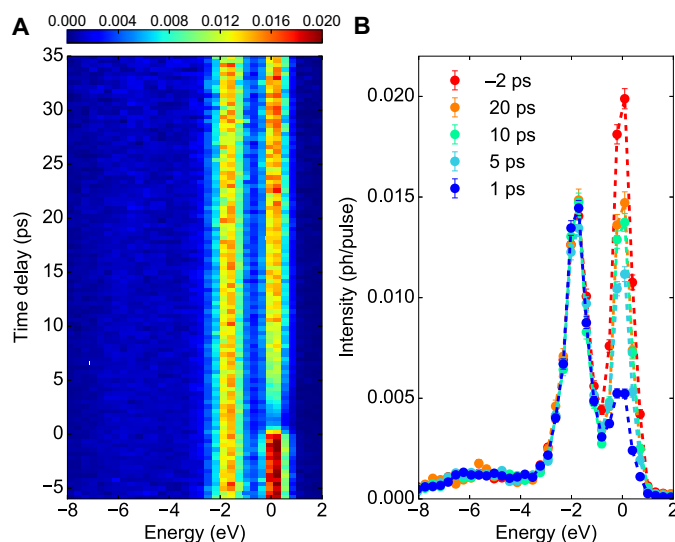 A
0.000 0.004 0.008 0.012 0.016 0.020
35
30
25
20
15
10
5
0
−5
Time delay (ps)
−8 −6 −4 −2 0 2
Energy (eV)
B
0.020
0.015
0.010
0.005
0.000
Intensity (ph/pulse)
−2 ps
20 ps
10 ps
5 ps
1 ps
−8 −6 −4 −2 0 2
Energy (eV)